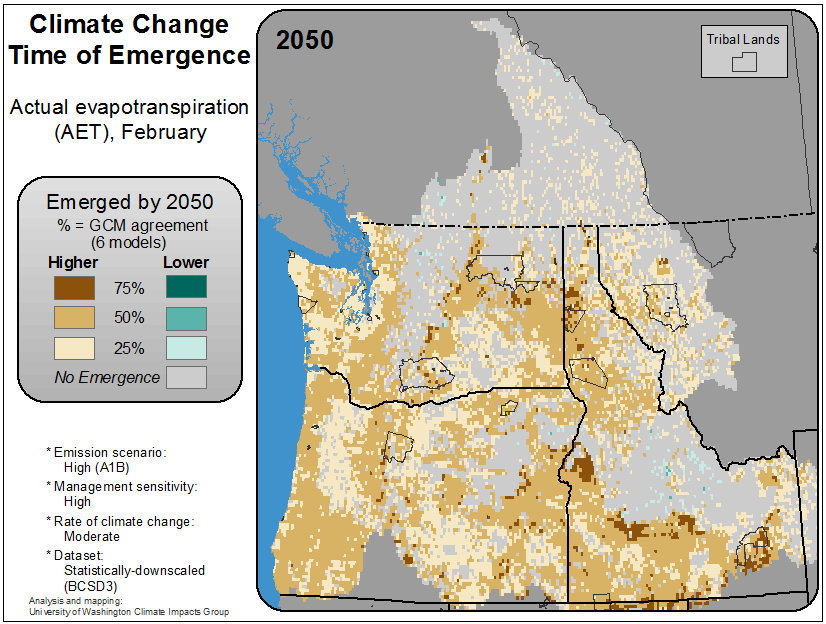 Climate Change
Time of Emergence
Actual evapotranspiration
(AET), February
Emerged by 2050
% = GCM agreement
(6 models)
Higher Lower
75%
50%
25%
No Emergence
* Emission scenario:
High (A1B)
* Management sensitivity:
High
* Rate of climate change:
Moderate
* Dataset:
Statistically-downscaled
(BCSD3)
Analysis and mapping:
University of Washington Climate Impacts Group
2050
Tribal Lands